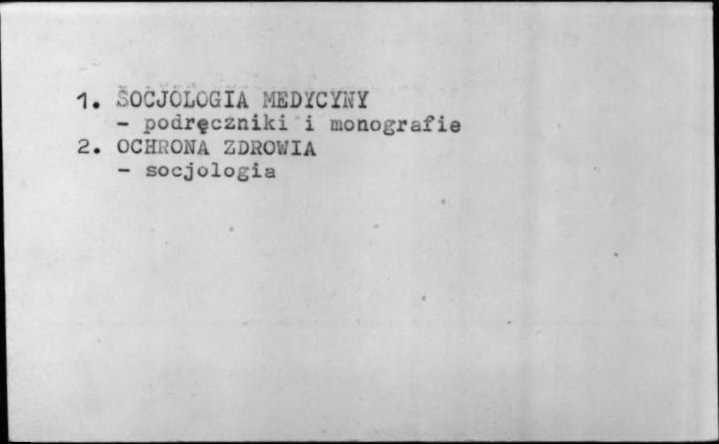 1. SOCJOLOGIA MEDYCYNY
- podręczniki i monografie
2. OCHRONA ZDROWIA
- socjologia